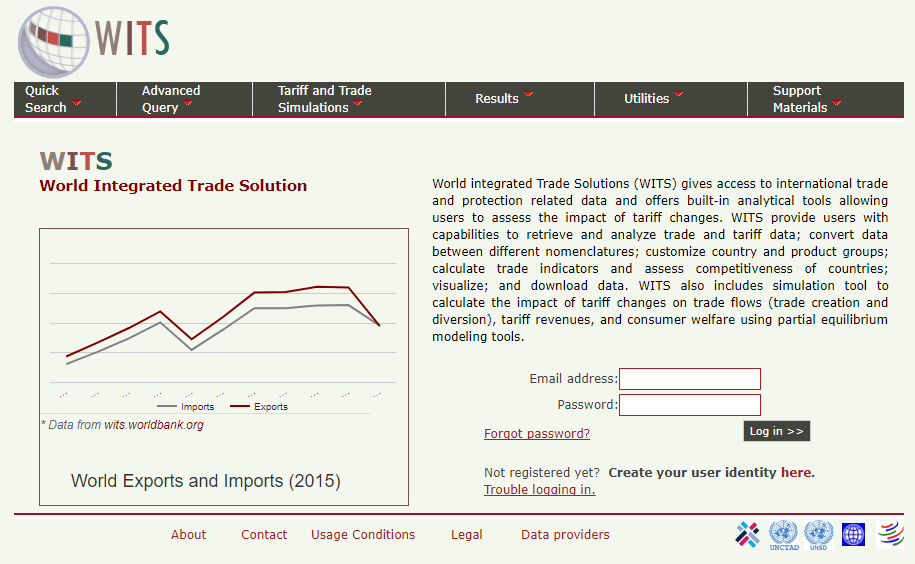 WITS
Quick Search
Advanced Query
Tariff and Trade Simulations
Results
Utilities
Support Materials
WITS
World Integrated Trade Solution
World integrated Trade Solutions (WITS) gives access to international trade
and protection related data and offers built-in analytical tools allowing
users to assess the impact of tariff changes. WITS provide users with
capabilities to retrieve and analyze trade and tariff data; convert data
between different nomenclatures; customize country and product groups;
calculate trade indicators and assess competitiveness of countries;
visualize; and download data. WITS also includes simulation tool to
calculate the impact of tariff changes on trade flows (trade creation and
diversion), tariff revenues, and consumer welfare using partial equilibrium
modeling tools.
Imports Exports
* Data from wits.worldbank.org
World Exports and Imports (2015)
Email address:
Password:
Forgot password?
Log in >>
Not registered yet? Create your user identity here.
Trouble logging in.
About Contact Usage Conditions Legal Data providers
UNCTAD
UNSD